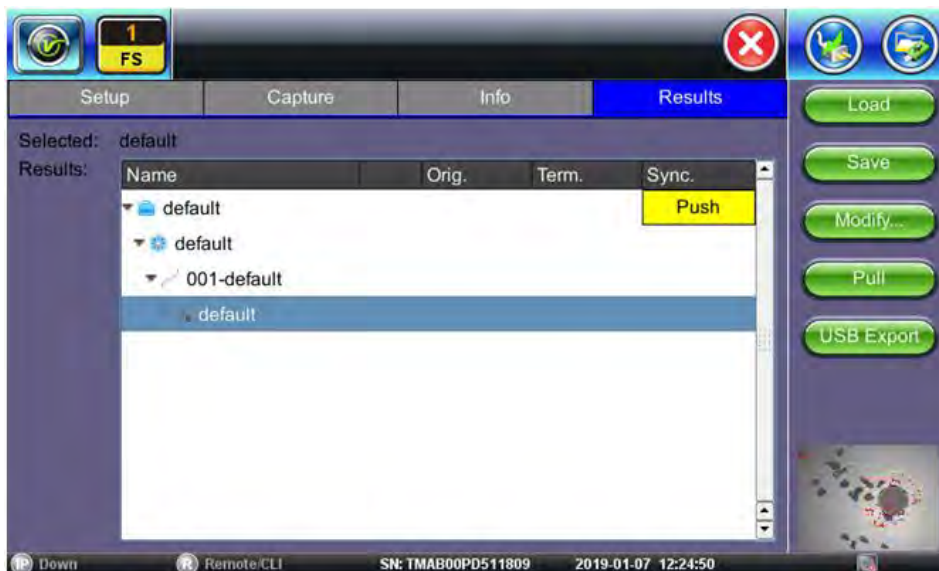 1
FS
Setup Capture Info Results
Load
Selected: default
Results:
Name Orig. Term. Sync.
Save
default Push
Modify...
default
001-default
Pull
default
USB Export
IP Down R Remote/CLI SN: TMAB00PD511809 2019-01-07 12:24:50